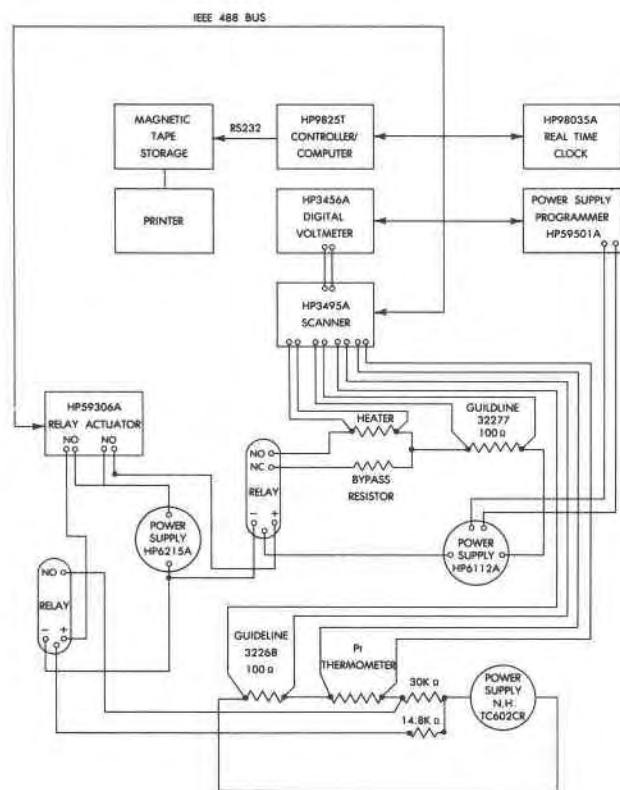 IEEE 488 BUS
MAGNETIC
TAPE
STORAGE
RS232
HP9825T
CONTROLLER/
COMPUTER
HP98035A
REAL TIME
CLOCK
PRINTER
HP3456A
DIGITAL
VOLTMETER
POWER SUPPLY
PROGRAMMER
HP59501A
HP3495A
SCANNER
HP59306A
RELAY ACTUATOR
NO NO
HEATER
GUILDLINE
32277
100 Ω
NO
NC
BYPASS
RESISTOR
RELAY
- +
POWER
SUPPLY
HP6215A
POWER
SUPPLY
HP6112A
NO
RELAY
- +
GUIDELINE
32268
100 Ω
Pt
THERMOMETER
30K Ω
14.8K Ω
POWER
SUPPLY
N.H.
TC602CR